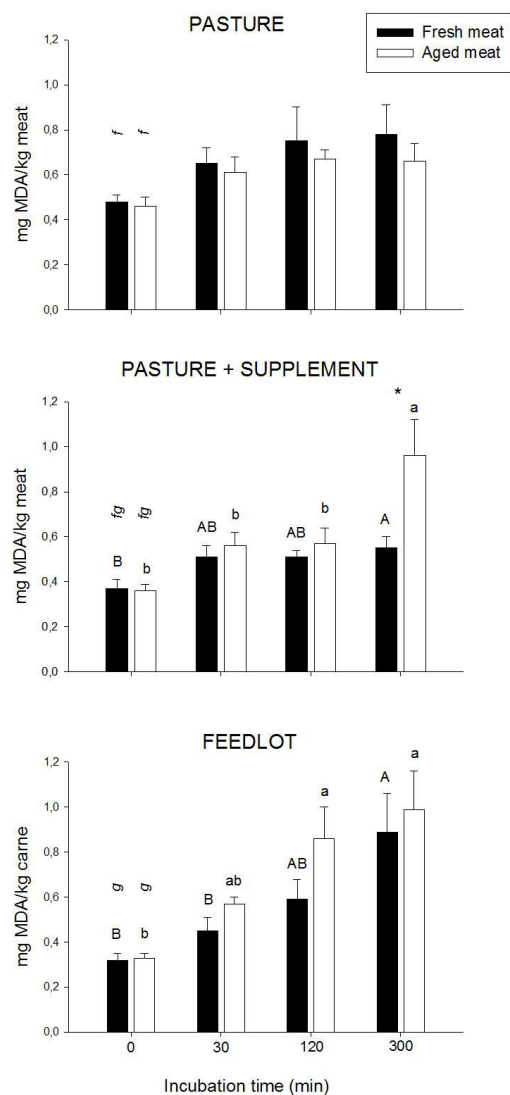 PASTURE
Fresh meat
Aged meat
mg MDA/kg meat
1,2
1,0
0,8
0,6
0,4
0,2
0,0
f f
PASTURE + SUPPLEMENT
mg MDA/kg meat
1,2
1,0
0,8
0,6
0,4
0,2
0,0
* a
fg fg
AB b AB b A
B b
FEEDLOT
mg MDA/kg carne
1,2
1,0
0,8
0,6
0,4
0,2
0,0
a
A a
g g
B ab AB
B b
0 30 120 300
Incubation time (min)